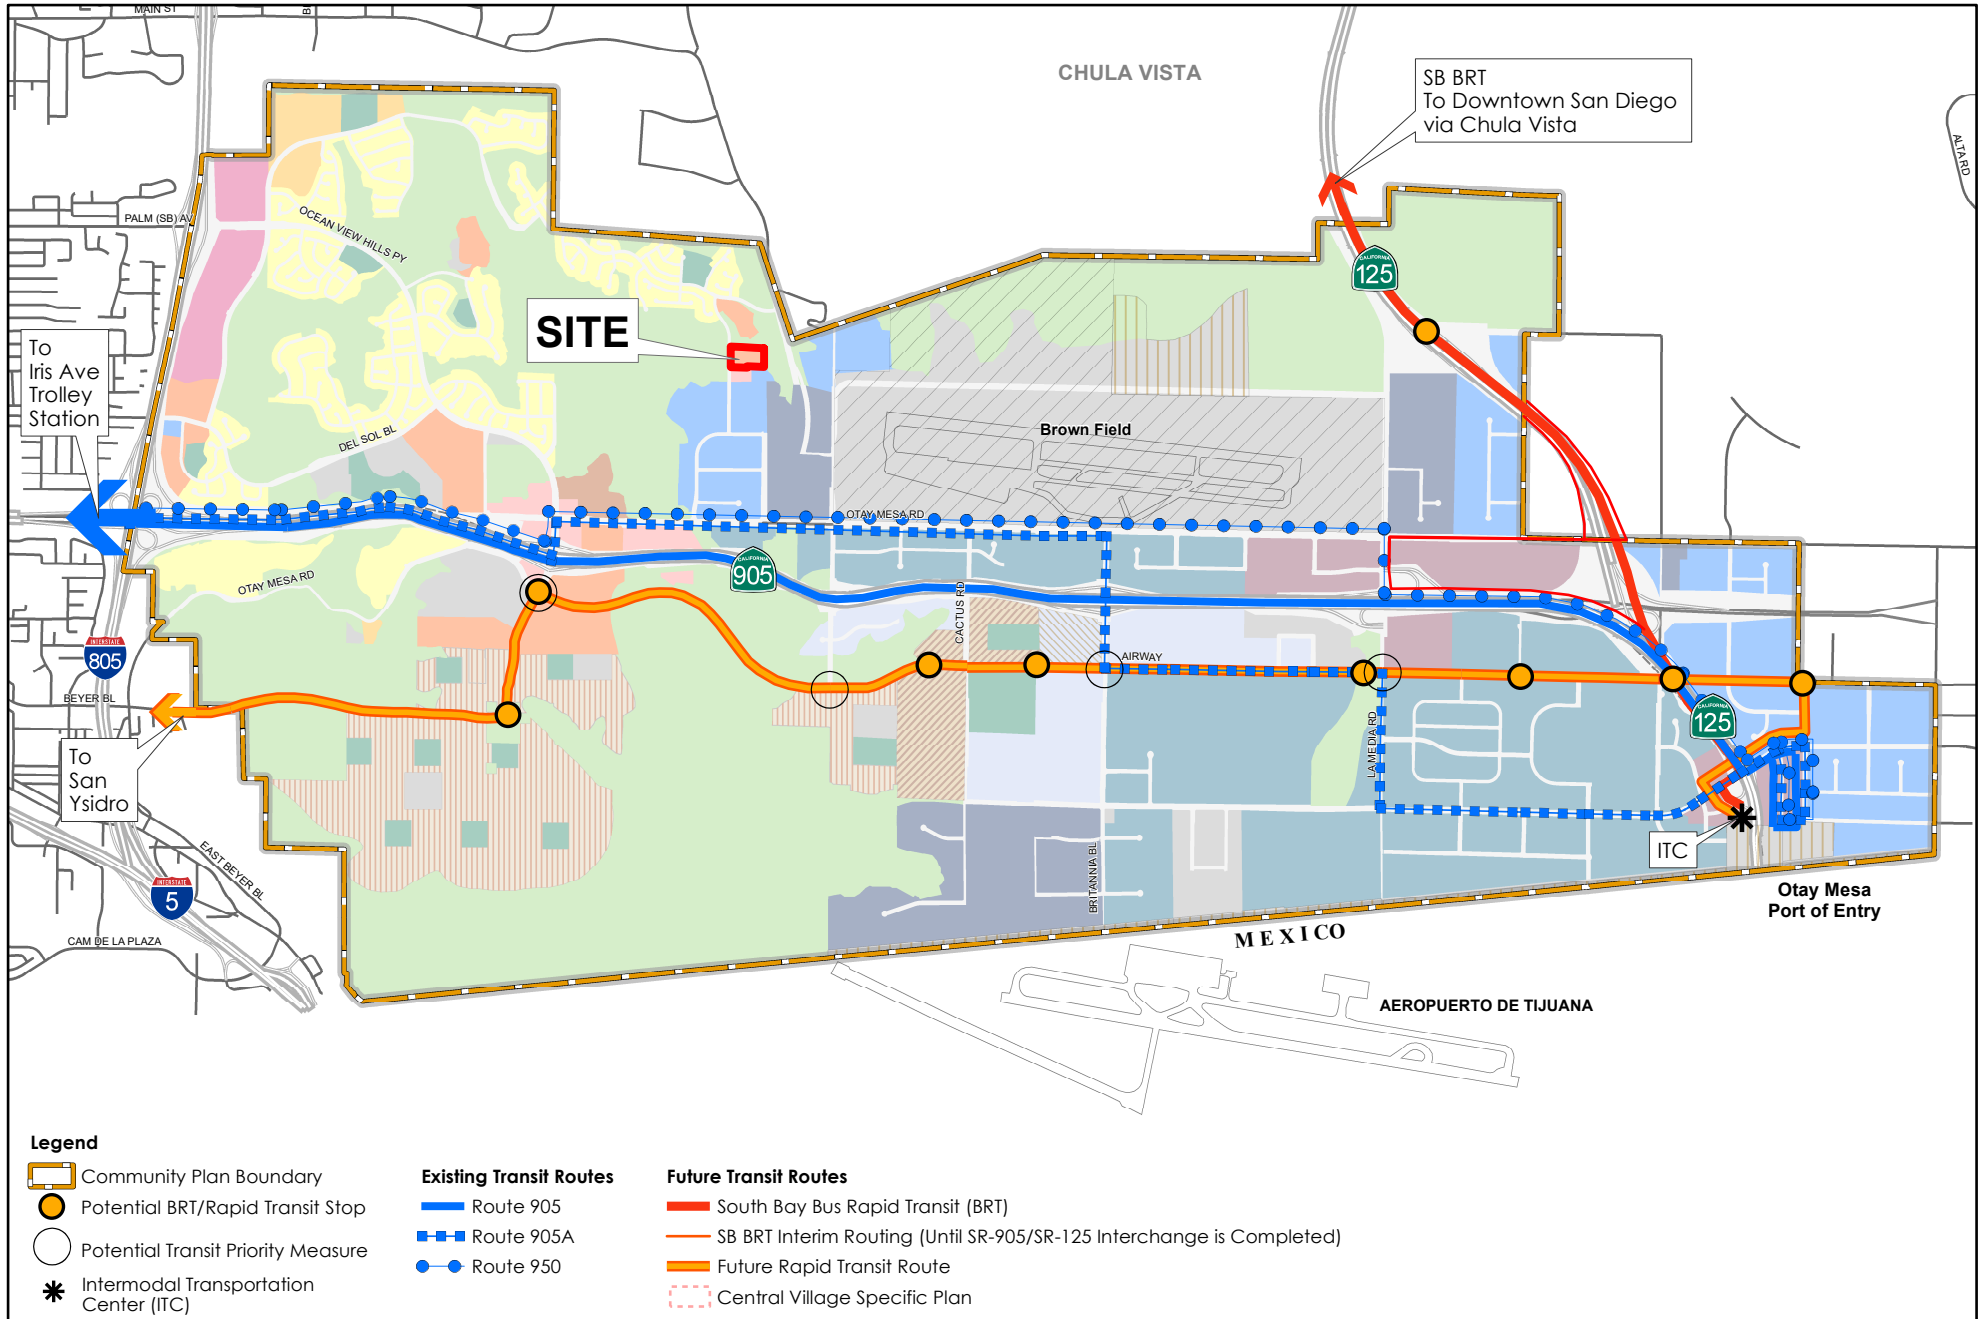 MAIN ST
CHULA VISTA
SB BRT
To Downtown San Diego
via Chula Vista
ALTA RD
PALM (SB) AV
OCEAN VIEW HILLS PY
CALIFORNIA
125
SITE
To
Iris Ave
Trolley
Station
DEL SOL BL
Brown Field
OTAY MESA RD
CALIFORNIA
905
OTAY MESA RD
CACTUS RD
INTERSTATE
805
AIRWAY
BEYER BL
To
San
Ysidro
LA MEDIA RD
CALIFORNIA
125
ITC
EAST BEYER BL
INTERSTATE
5
BRITANNIA BL
Otay Mesa
Port of Entry
CAM DE LA PLAZA
MEXICO
AEROPUERTO DE TIJUANA
Legend
Community Plan Boundary
Potential BRT/Rapid Transit Stop
Potential Transit Priority Measure
Intermodal Transportation
Center (ITC)
Existing Transit Routes
Route 905
Route 905A
Route 950
Future Transit Routes
South Bay Bus Rapid Transit (BRT)
SB BRT Interim Routing (Until SR-905/SR-125 Interchange is Completed)
Future Rapid Transit Route
Central Village Specific Plan